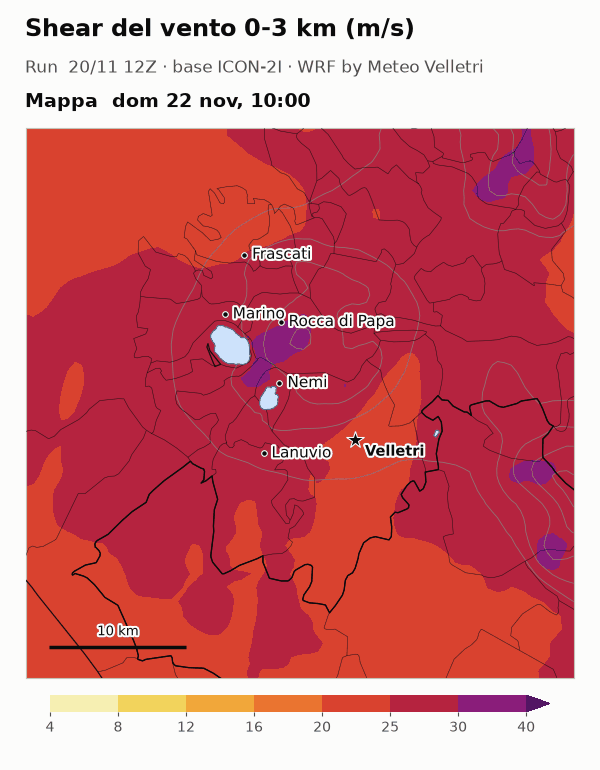 Shear del vento 0-3 km (m/s)
Run  20/11 12Z · base ICON-2I · WRF by Meteo Velletri
Mappa  dom 22 nov, 10:00
Frascati
Marino
Rocca di Papa
Nemi
Velletri
Lanuvio
10 km
4 8 12 16 20 25 30 40